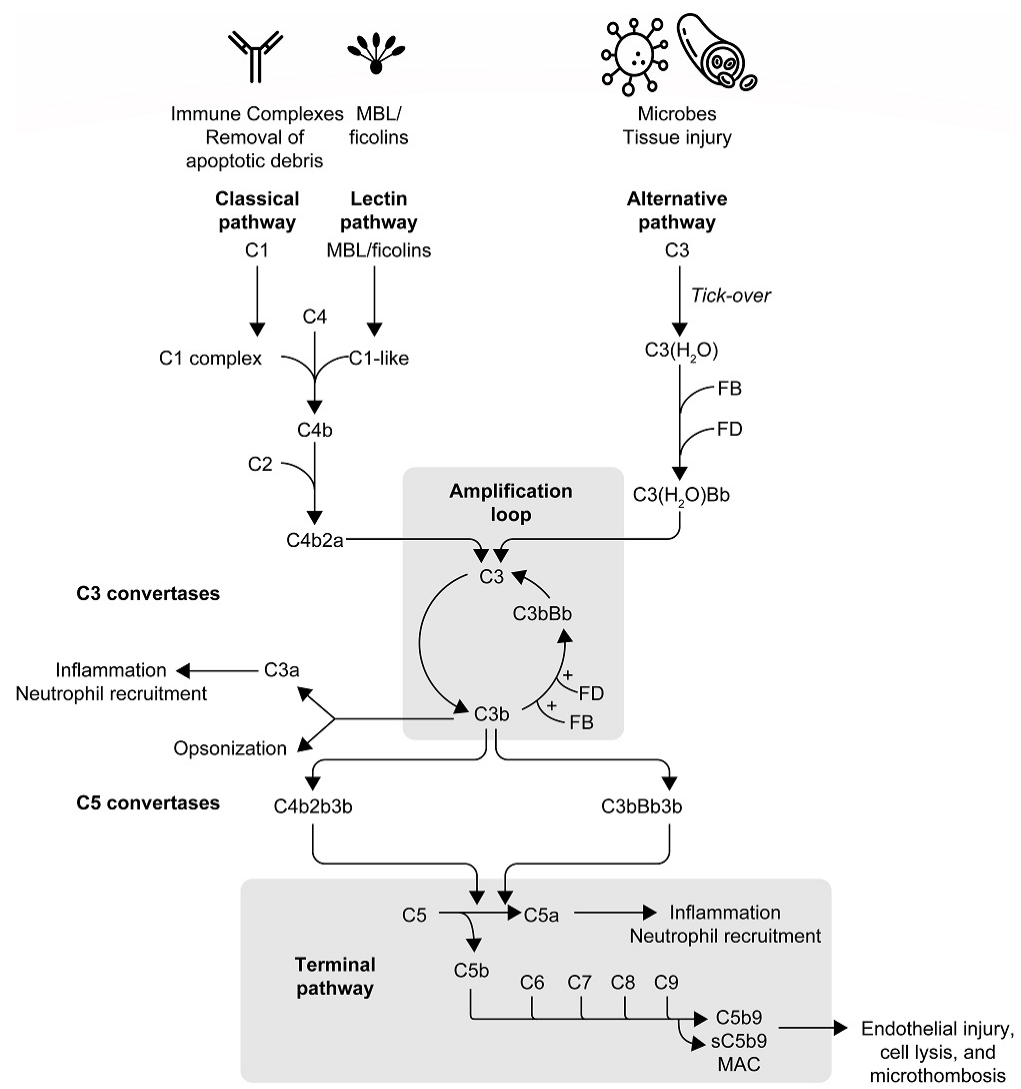 Immune Complexes
Removal of
apoptotic debris
MBL/
ficolins
Microbes
Tissue injury
Classical
pathway
Lectin
pathway
Alternative
pathway
C1
MBL/ficolins
C3
Tick-over
C4
C1 complex
C1-like
C3(H₂O)
FB
C4b
FD
C2
C3(H₂O)Bb
Amplification
loop
C4b2a
C3
C3 convertases
C3bBb
Inflammation
Neutrophil recruitment
C3a
+
FD
+
FB
C3b
Opsonization
C5 convertases
C4b2b3b
C3bBb3b
C5
C5a
Inflammation
Neutrophil recruitment
Terminal
pathway
C5b
C6
C7
C8
C9
C5b9
sC5b9
MAC
Endothelial injury,
cell lysis, and
microthombosis